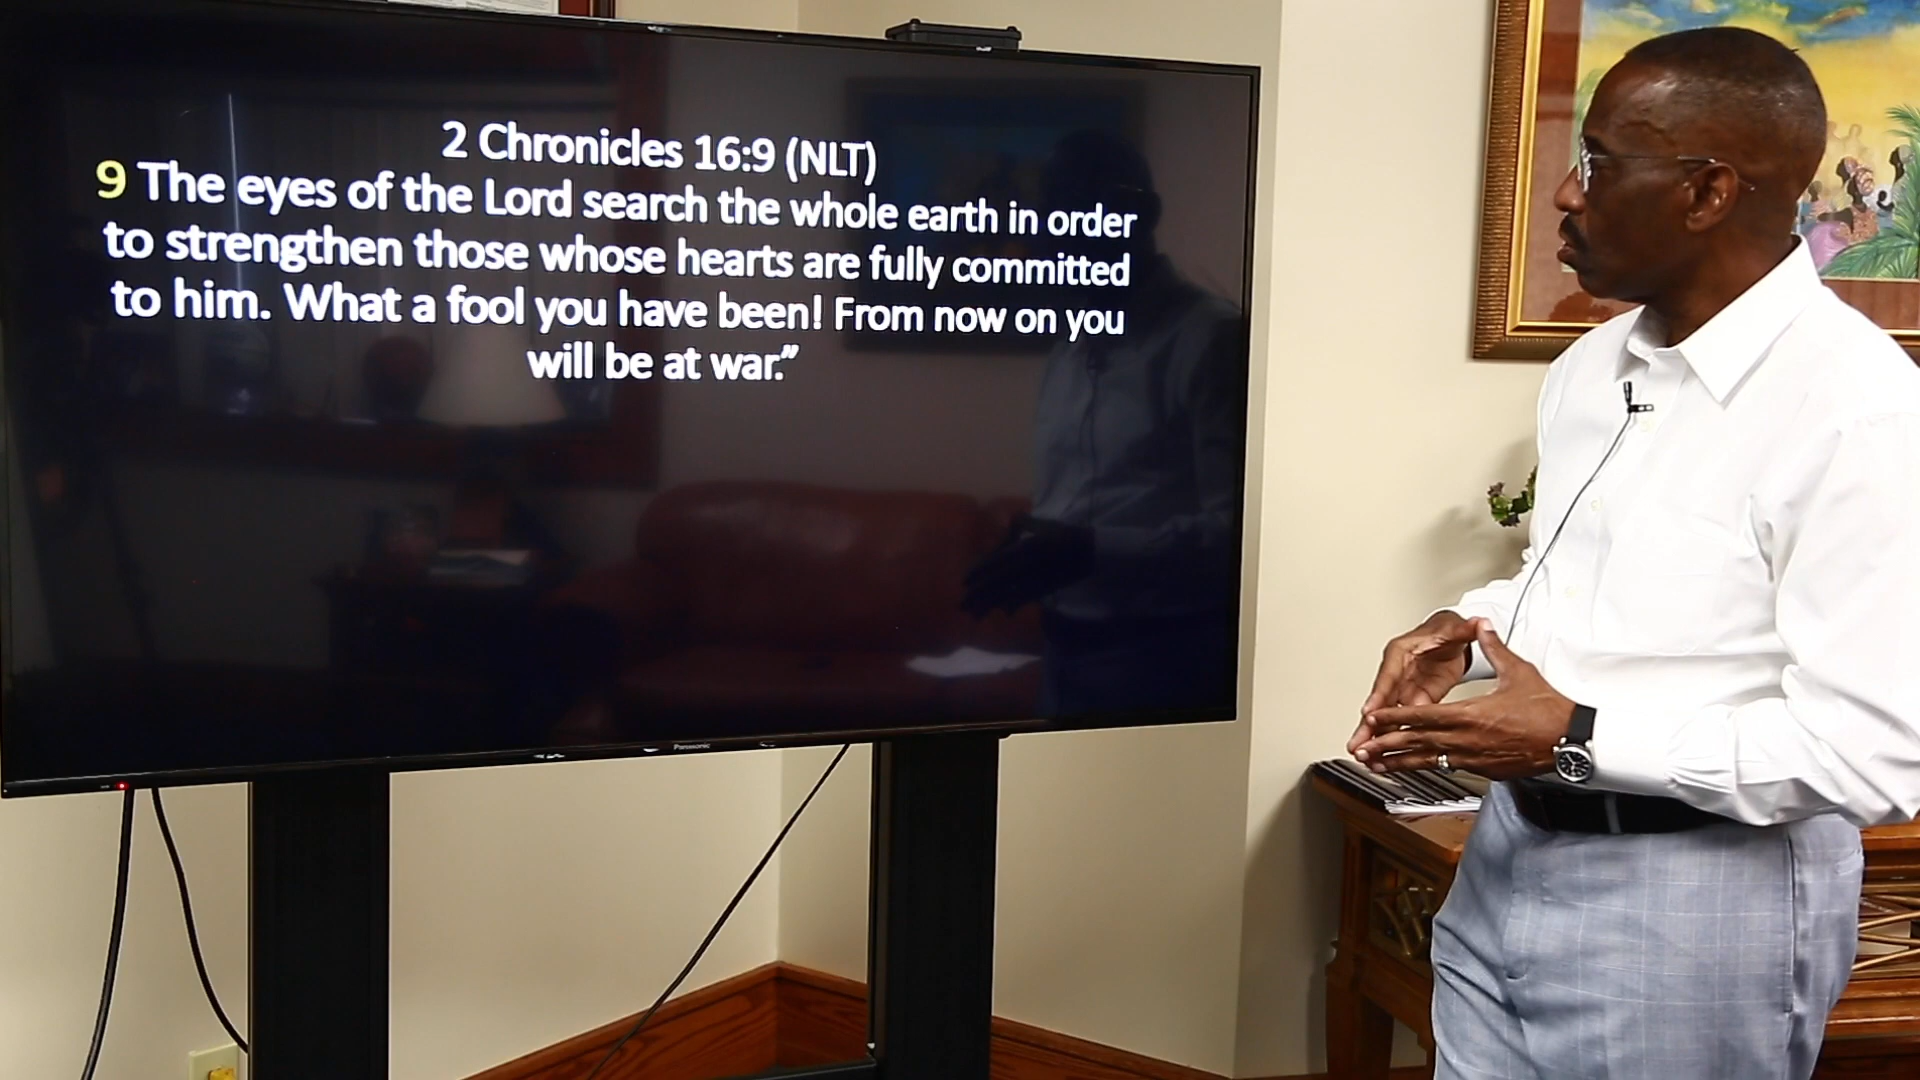 2 Chronicles 16:9 (NLT)
9 The eyes of the Lord search the whole earth in order
to strengthen those whose hearts are fully committed
to him. What a fool you have been! From now on you
will be at war.”
Panasonic